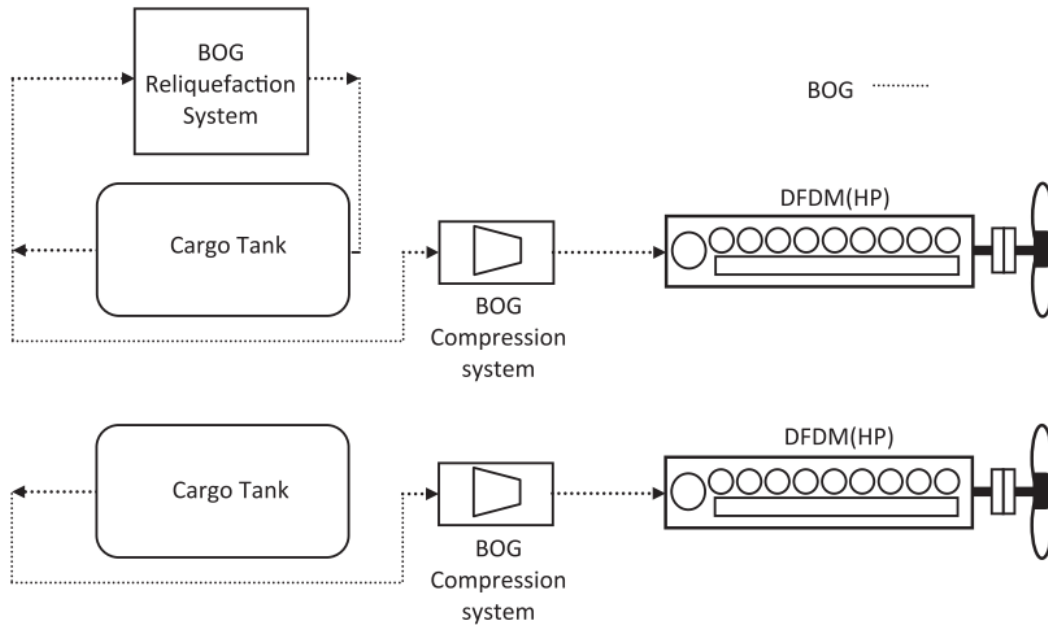 BOG
Reliquefaction
System
BOG
Cargo Tank
DFDM(HP)
BOG
Compression
system
Cargo Tank
DFDM(HP)
BOG
Compression
system